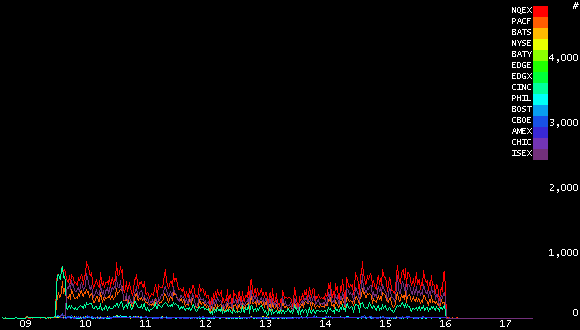 #
NQEX
PACF
BATS
NYSE
BATY
4,000
EDGE
EDGX
CINC
PHIL
BOST
CBOE
3,000
AMEX
CHIC
ISEX
2,000
1,000
0
09 10 11 12 13 14 15 16 17